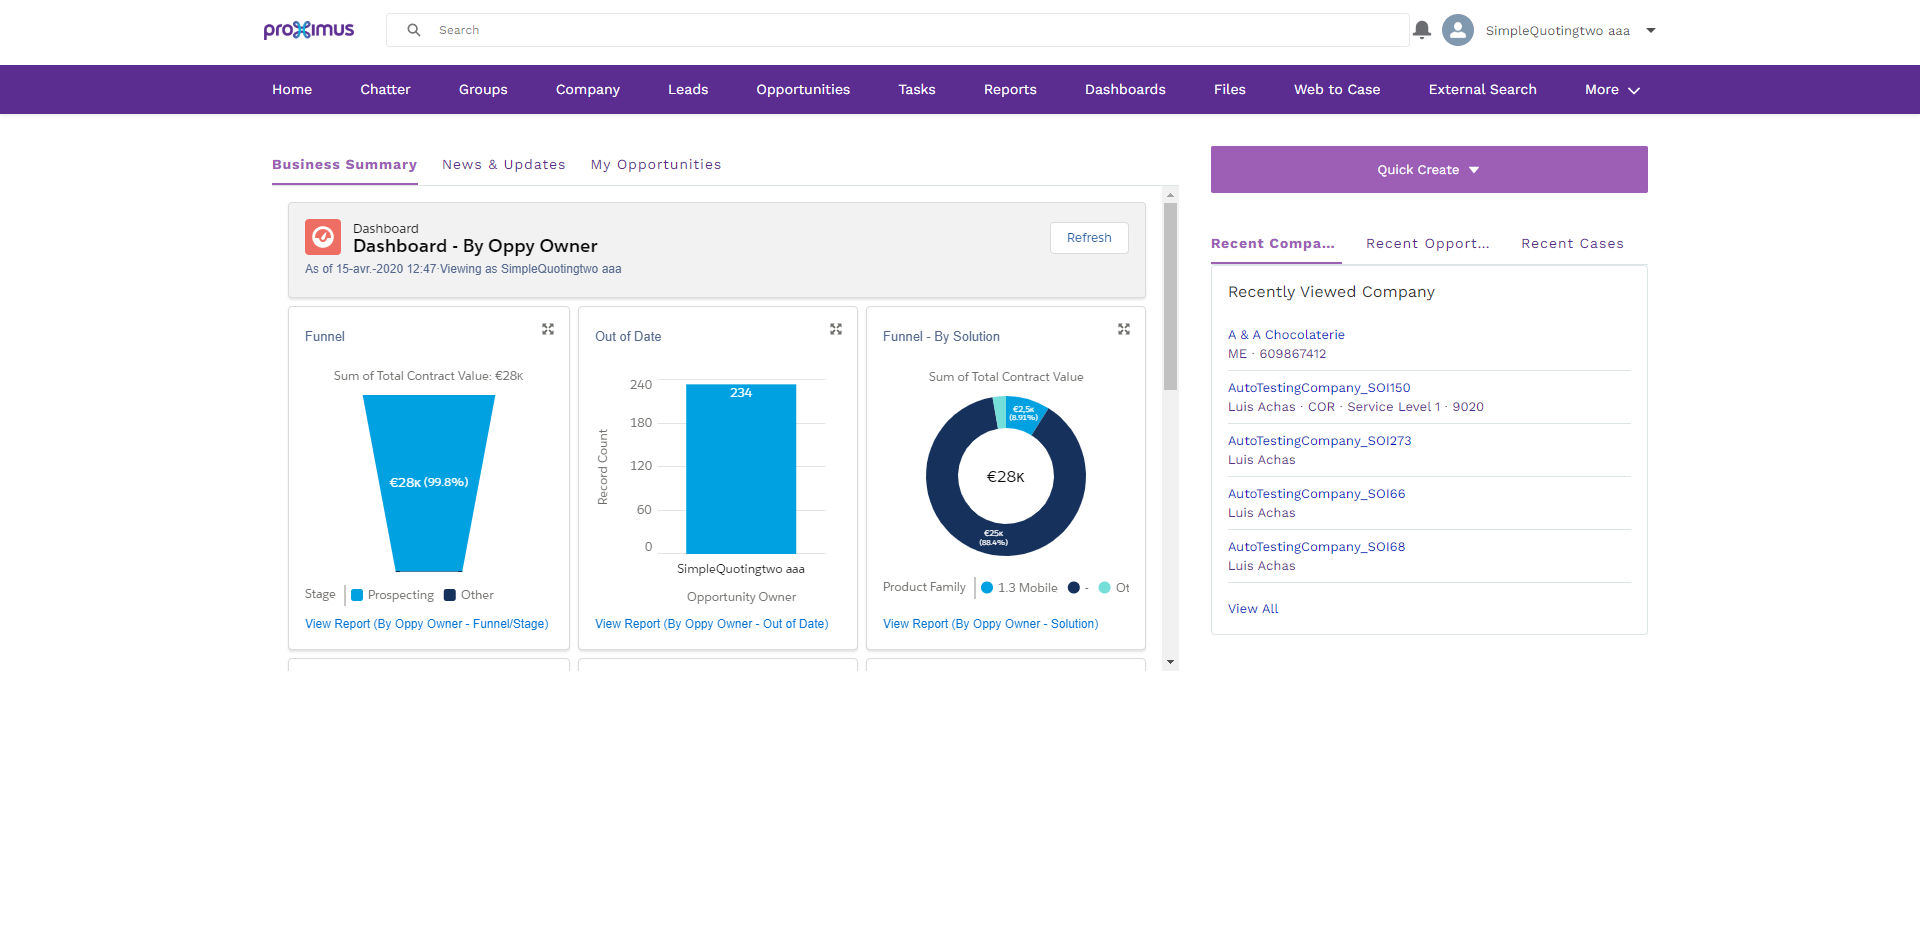 proximus
Search
SimpleQuotingtwo aaa
Home Chatter Groups Company Leads Opportunities Tasks Reports Dashboards Files Web to Case External Search More
Business Summary News & Updates My Opportunities
Dashboard
Dashboard - By Oppy Owner
As of 15-avr.-2020 12:47·Viewing as SimpleQuotingtwo aaa
Refresh
Funnel
Sum of Total Contract Value: €28K
€28K (99.8%)
Stage Prospecting Other
View Report (By Oppy Owner - Funnel/Stage)
Out of Date
240
180
120
60
0
Record Count
234
SimpleQuotingtwo aaa
Opportunity Owner
View Report (By Oppy Owner - Out of Date)
Funnel - By Solution
Sum of Total Contract Value
€2,5K
(8.91%)
€28K
€25K
(88.4%)
Product Family 1.3 Mobile - Ot
View Report (By Oppy Owner - Solution)
Quick Create
Recent Compa... Recent Opport... Recent Cases
Recently Viewed Company
A & A Chocolaterie
ME · 609867412
AutoTestingCompany_SOI150
Luis Achas · COR · Service Level 1 · 9020
AutoTestingCompany_SOI273
Luis Achas
AutoTestingCompany_SOI66
Luis Achas
AutoTestingCompany_SOI68
Luis Achas
View All